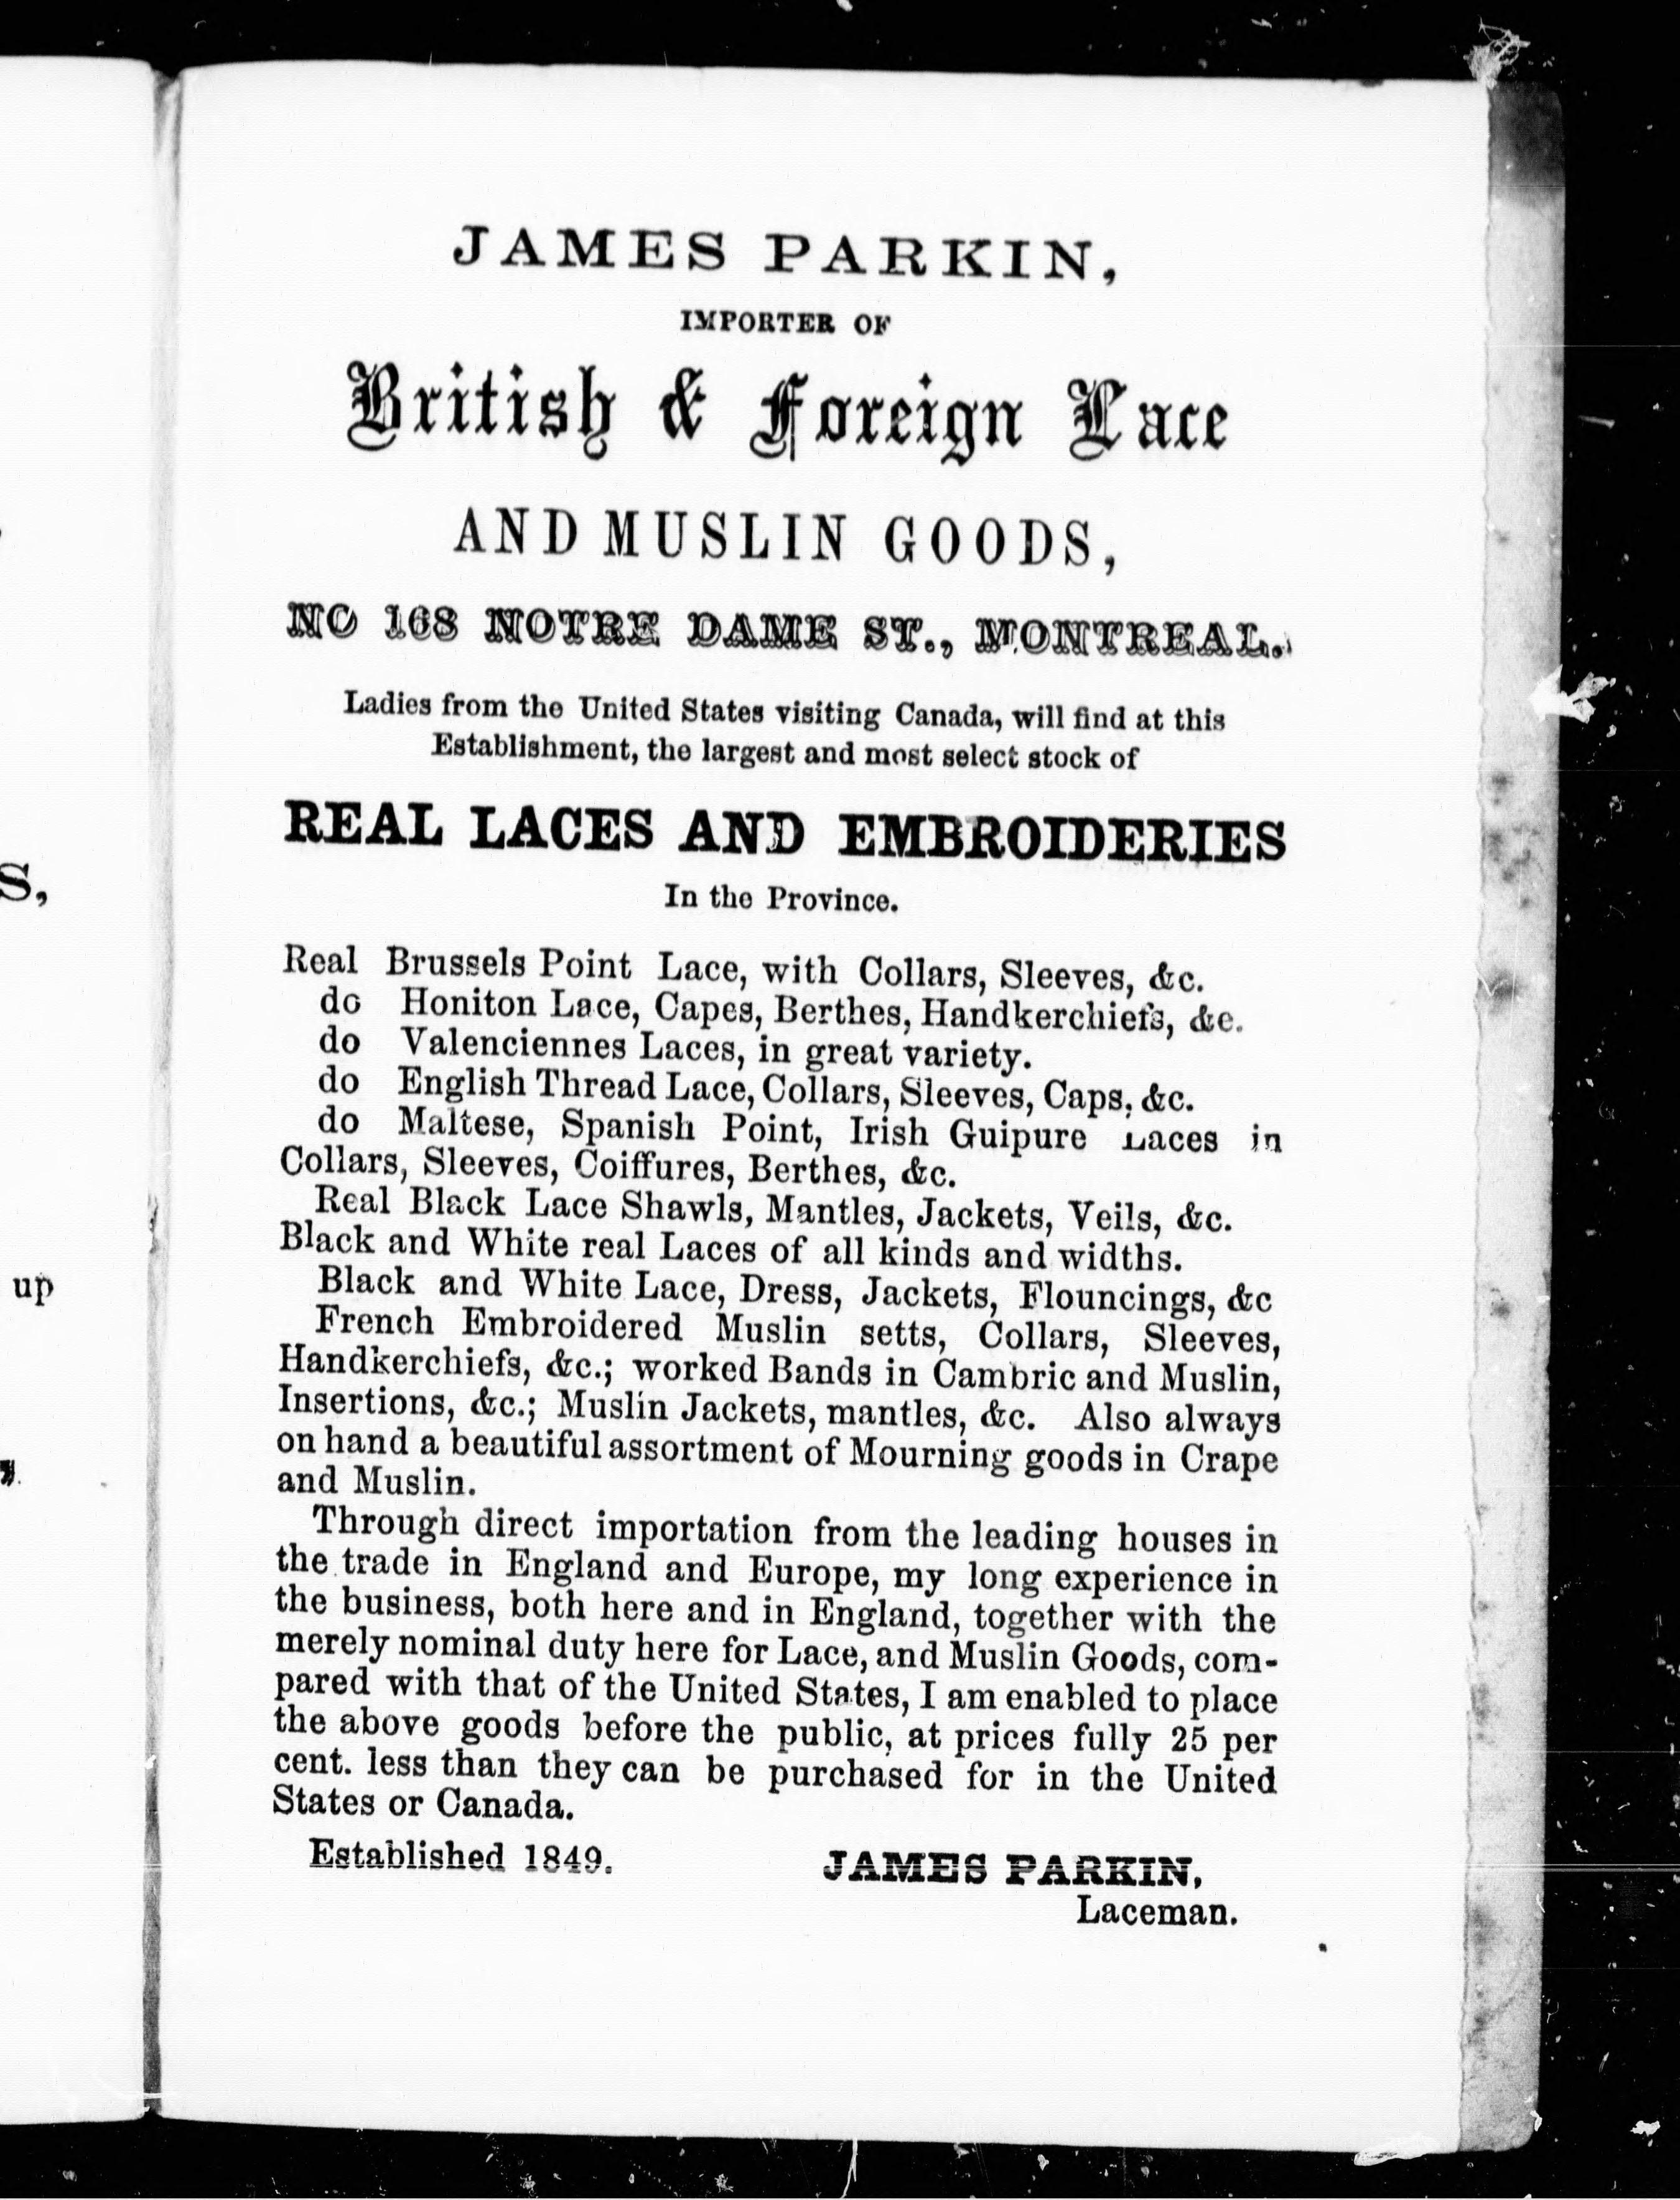 JAMES PARKIN,
IMPORTER OF
British & Foreign Lace
AND MUSLIN GOODS,
NO 168 NOTRE DAME ST., MONTREAL.
Ladies from the United States visiting Canada, will find at this
Establishment, the largest and most select stock of
REAL LACES AND EMBROIDERIES
In the Province.
Real Brussels Point Lace, with Collars, Sleeves, &c.
do Honiton Lace, Capes, Berthes, Handkerchiefs, &c.
do Valenciennes Laces, in great variety.
do English Thread Lace, Collars, Sleeves, Caps, &c.
do Maltese, Spanish Point, Irish Guipure Laces in
Collars, Sleeves, Coiffures, Berthes, &c.
Real Black Lace Shawls, Mantles, Jackets, Veils, &c.
Black and White real Laces of all kinds and widths.
Black and White Lace, Dress, Jackets, Flouncings, &c
French Embroidered Muslin setts, Collars, Sleeves,
Handkerchiefs, &c.; worked Bands in Cambric and Muslin,
Insertions, &c.; Muslin Jackets, mantles, &c. Also always
on hand a beautiful assortment of Mourning goods in Crape
and Muslin.
Through direct importation from the leading houses in
the trade in England and Europe, my long experience in
the business, both here and in England, together with the
merely nominal duty here for Lace, and Muslin Goods, com-
pared with that of the United States, I am enabled to place
the above goods before the public, at prices fully 25 per
cent. less than they can be purchased for in the United
States or Canada.
Established 1849.
JAMES PARKIN,
Laceman.
S,
up